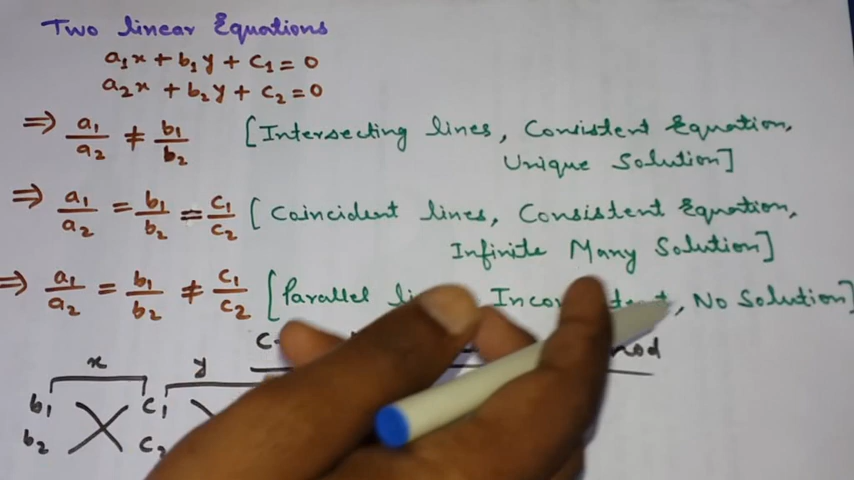 Two linear Equations
a₁x + b₁y + c₁ = 0
a₂x + b₂y + c₂ = 0
⇒ a₁/a₂ ≠ b₁/b₂ [Intersecting lines, Consistent Equation,
Unique Solution]
⇒ a₁/a₂ = b₁/b₂ = c₁/c₂ [Coincident lines, Consistent Equation,
Infinite Many Solution]
⇒ a₁/a₂ = b₁/b₂ ≠ c₁/c₂ [Parallel , No Solution]
x y
b₁ c₁
b₂ c₂